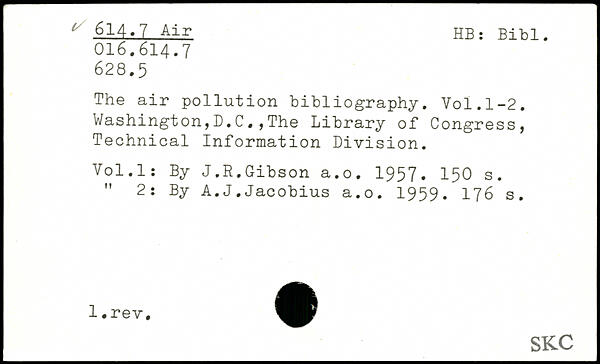 ✓ 614.7 Air HB: Bibl.
016.614.7
628.5
The air pollution bibliography. Vol.1-2.
Washington,D.C.,The Library of Congress,
Technical Information Division.
Vol.1: By J.R.Gibson a.o. 1957. 150 s.
" 2: By A.J.Jacobius a.o. 1959. 176 s.
l.rev.
SKC